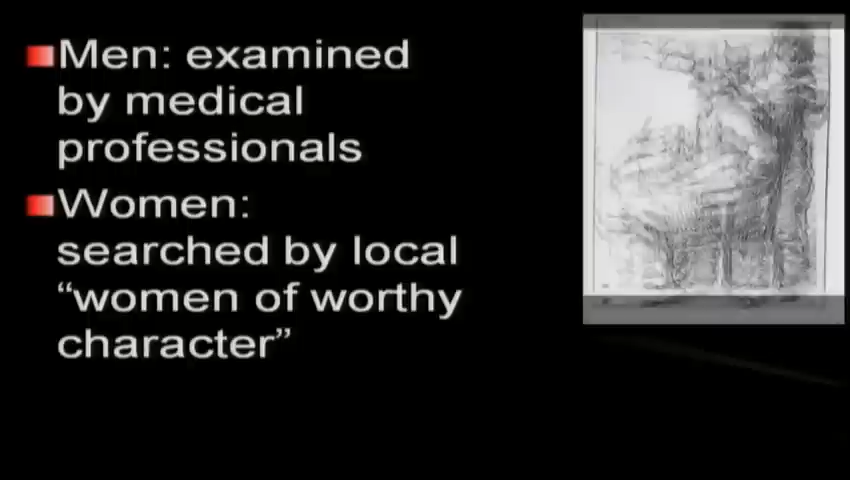 Men: examined
by medical
professionals
Women:
searched by local
“women of worthy
character”